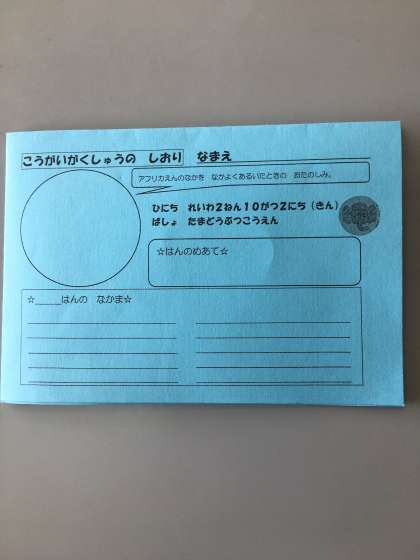 こうがいがくしゅうの しおり なまえ
アフリカえんのなかを なかよくあるいたときの おたのしみ。
ひにち れいわ2ねん10がつ2にち（きん）
ばしょ たまどうぶつこうえん
☆はんのめあて☆
☆_____はんの なかま☆